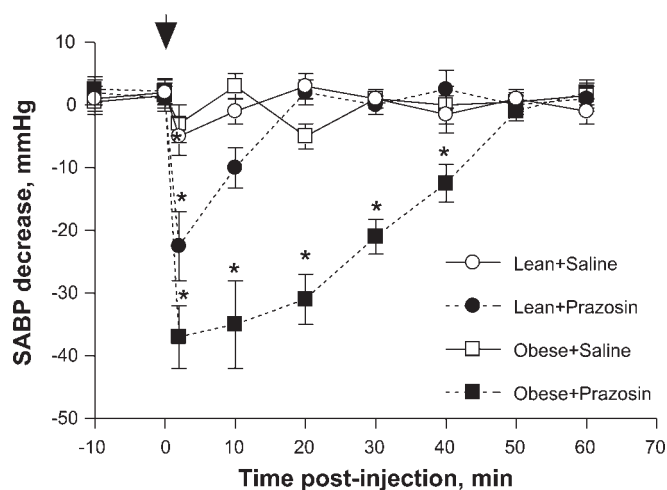 10
0
-10
-20
-30
-40
-50
SABP decrease, mmHg
*
*
*
*
*
*
*
Lean+Saline
Lean+Prazosin
Obese+Saline
Obese+Prazosin
-10 0 10 20 30 40 50 60 70
Time post-injection, min